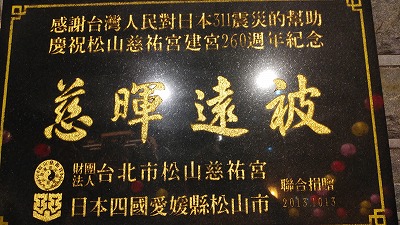 感謝台灣人民對日本311震災的幫助
慶祝松山慈祐宮建宮260週年紀念
慈暉遠被
財團法人台北市松山慈祐宮
日本四國愛媛縣松山市
聯合捐贈
2013.10.13